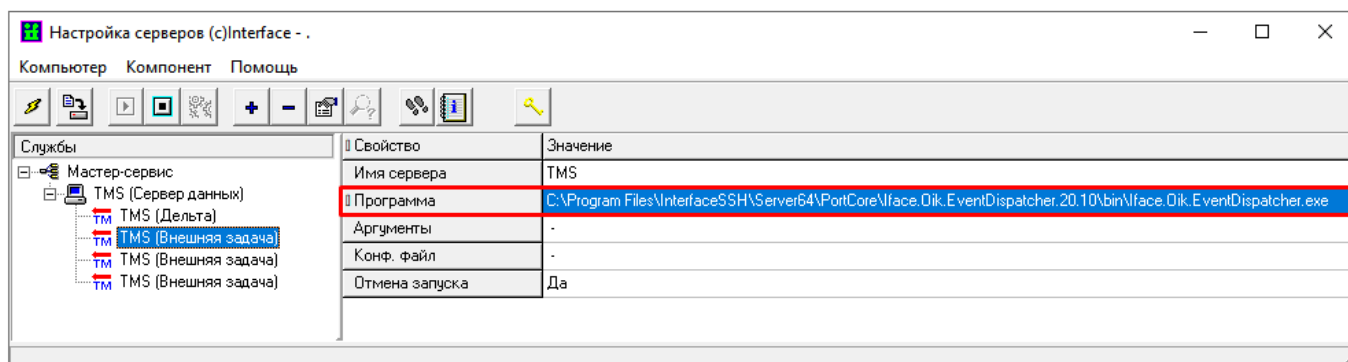 Настройка серверов (c)Interface - .
Компьютер Компонент Помощь
Службы
Мастер-сервис
TMS (Сервер данных)
TMS (Дельта)
TMS (Внешняя задача)
TMS (Внешняя задача)
TMS (Внешняя задача)
Свойство Значение
Имя сервера TMS
Программа C:\Program Files\InterfaceSSH\Server64\PortCore\Iface.Oik.EventDispatcher.20.10\bin\Iface.Oik.EventDispatcher.exe
Аргументы -
Конф. файл -
Отмена запуска Да